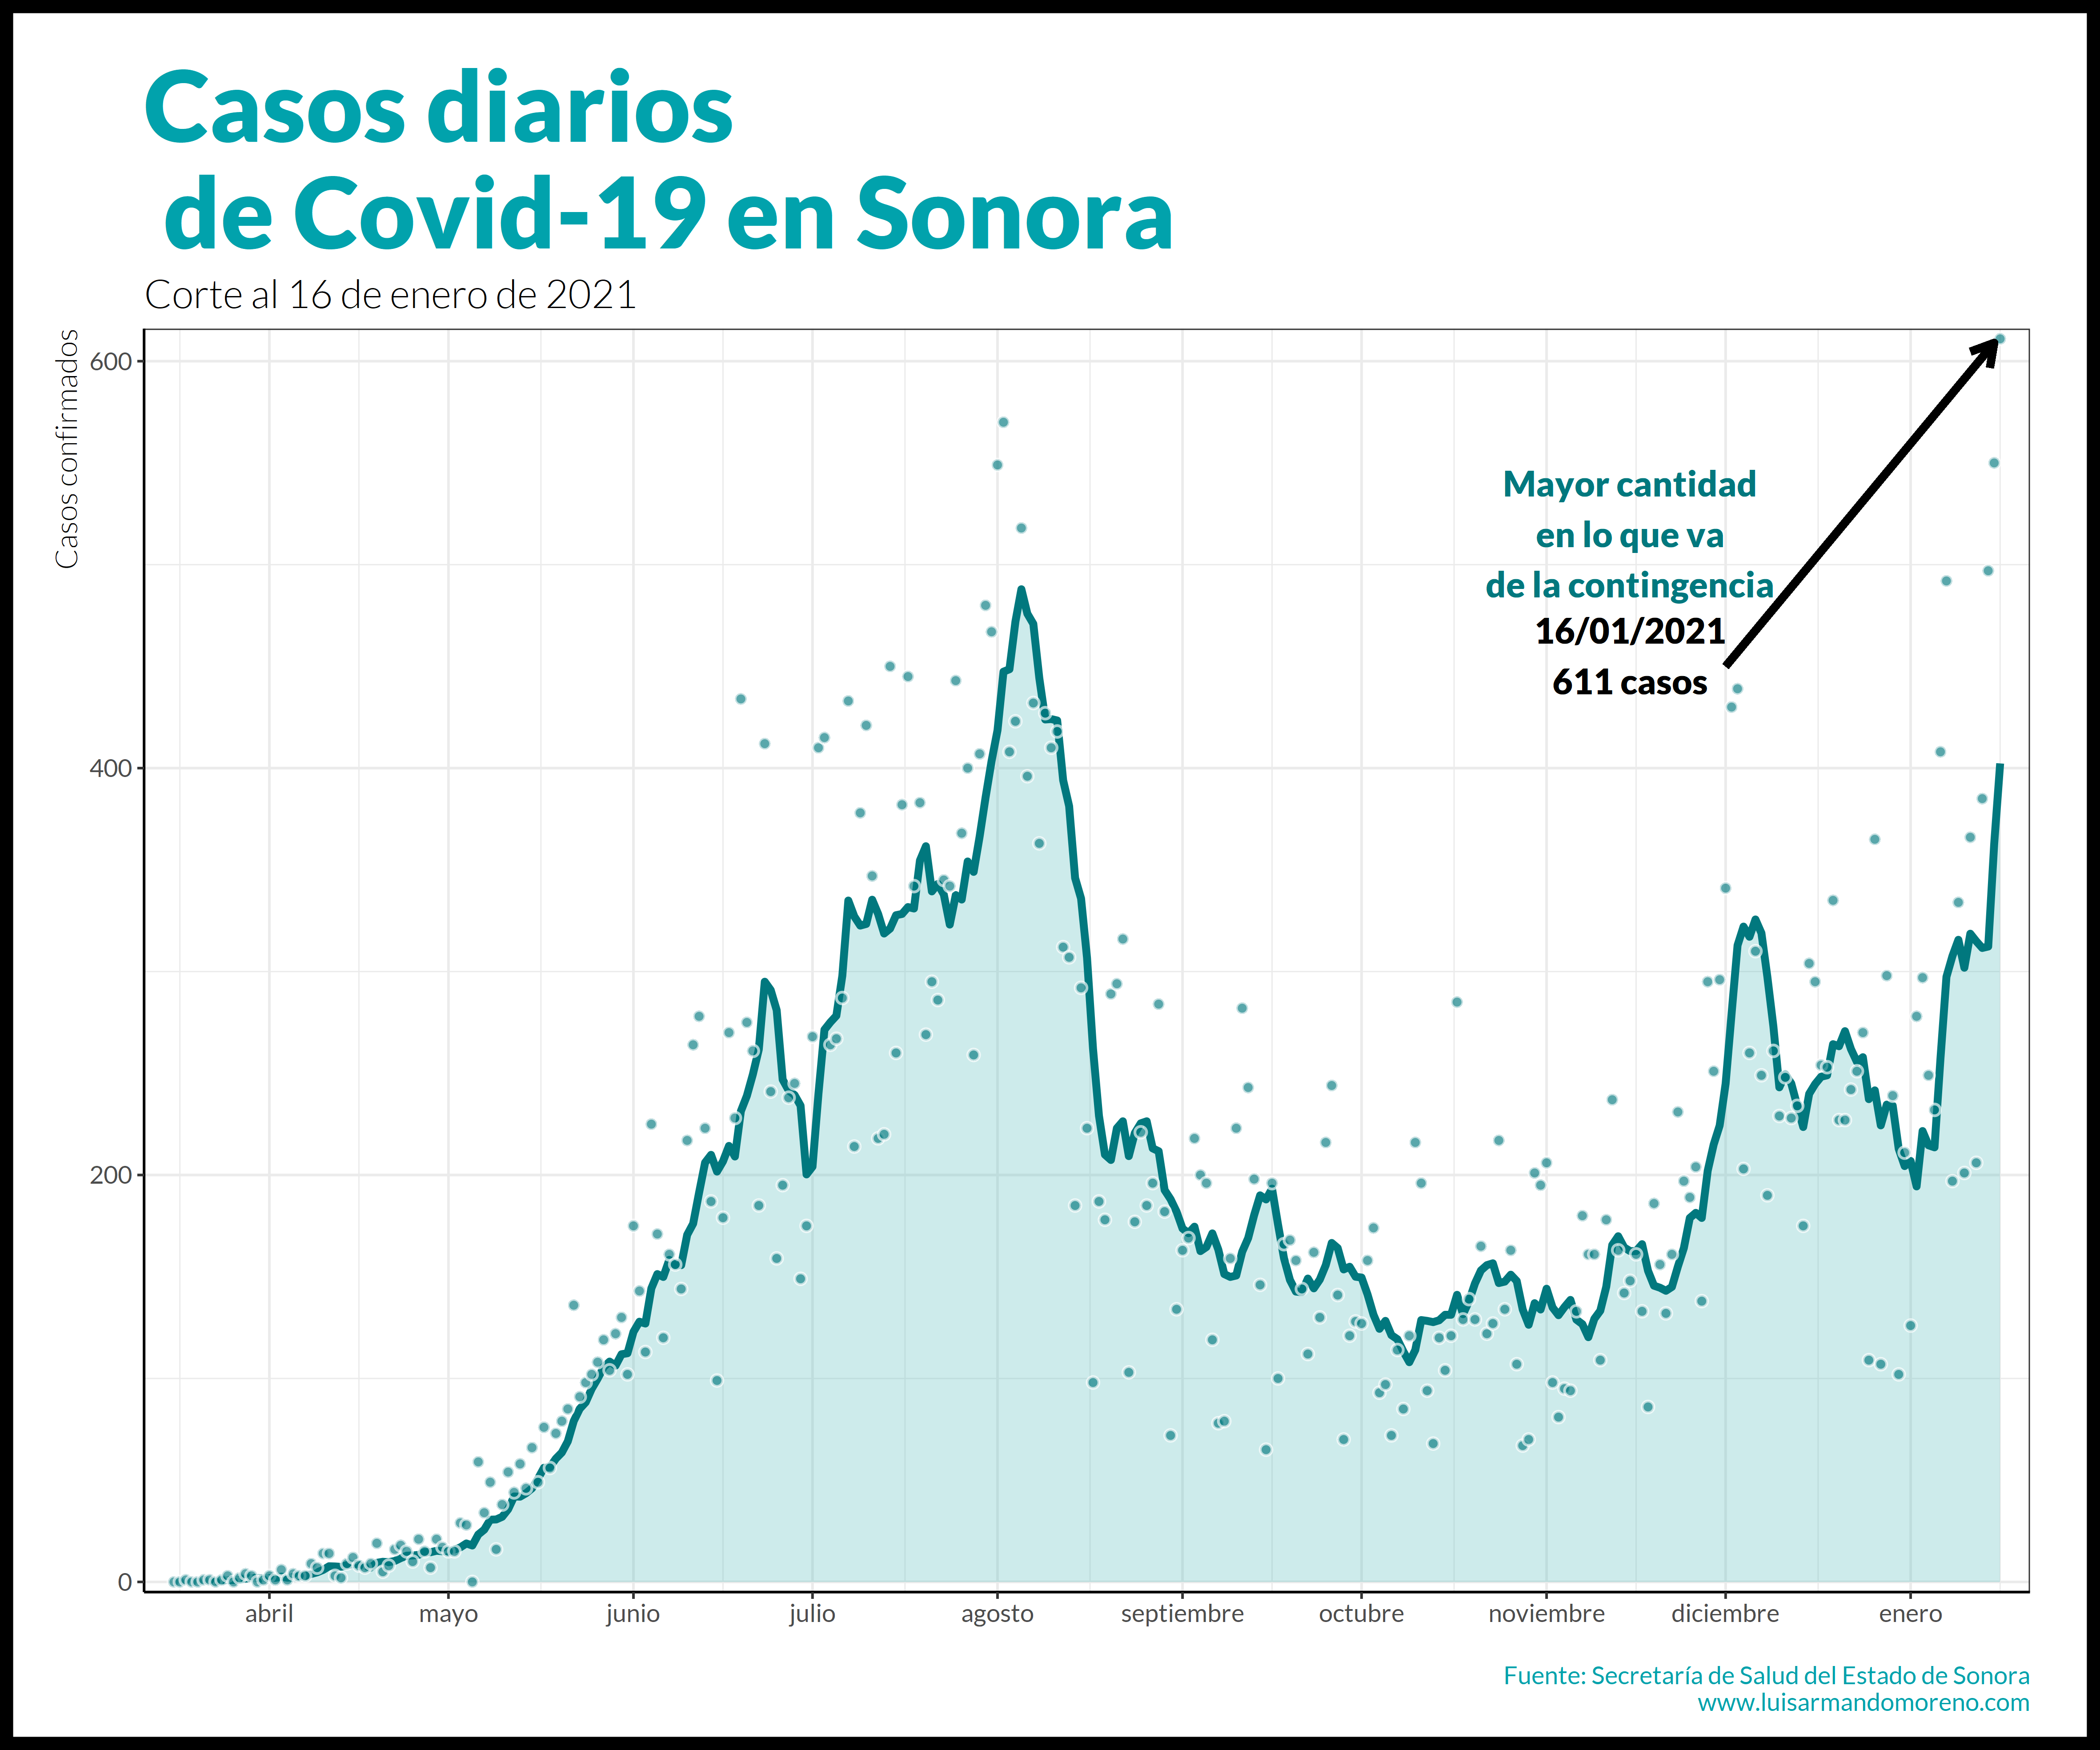 Casos diarios
de Covid-19 en Sonora
Corte al 16 de enero de 2021
Casos confirmados
600
400
200
0
Mayor cantidad
en lo que va
de la contingencia
16/01/2021
611 casos
abril mayo junio julio agosto septiembre octubre noviembre diciembre enero
Fuente: Secretaría de Salud del Estado de Sonora
www.luisarmandomoreno.com